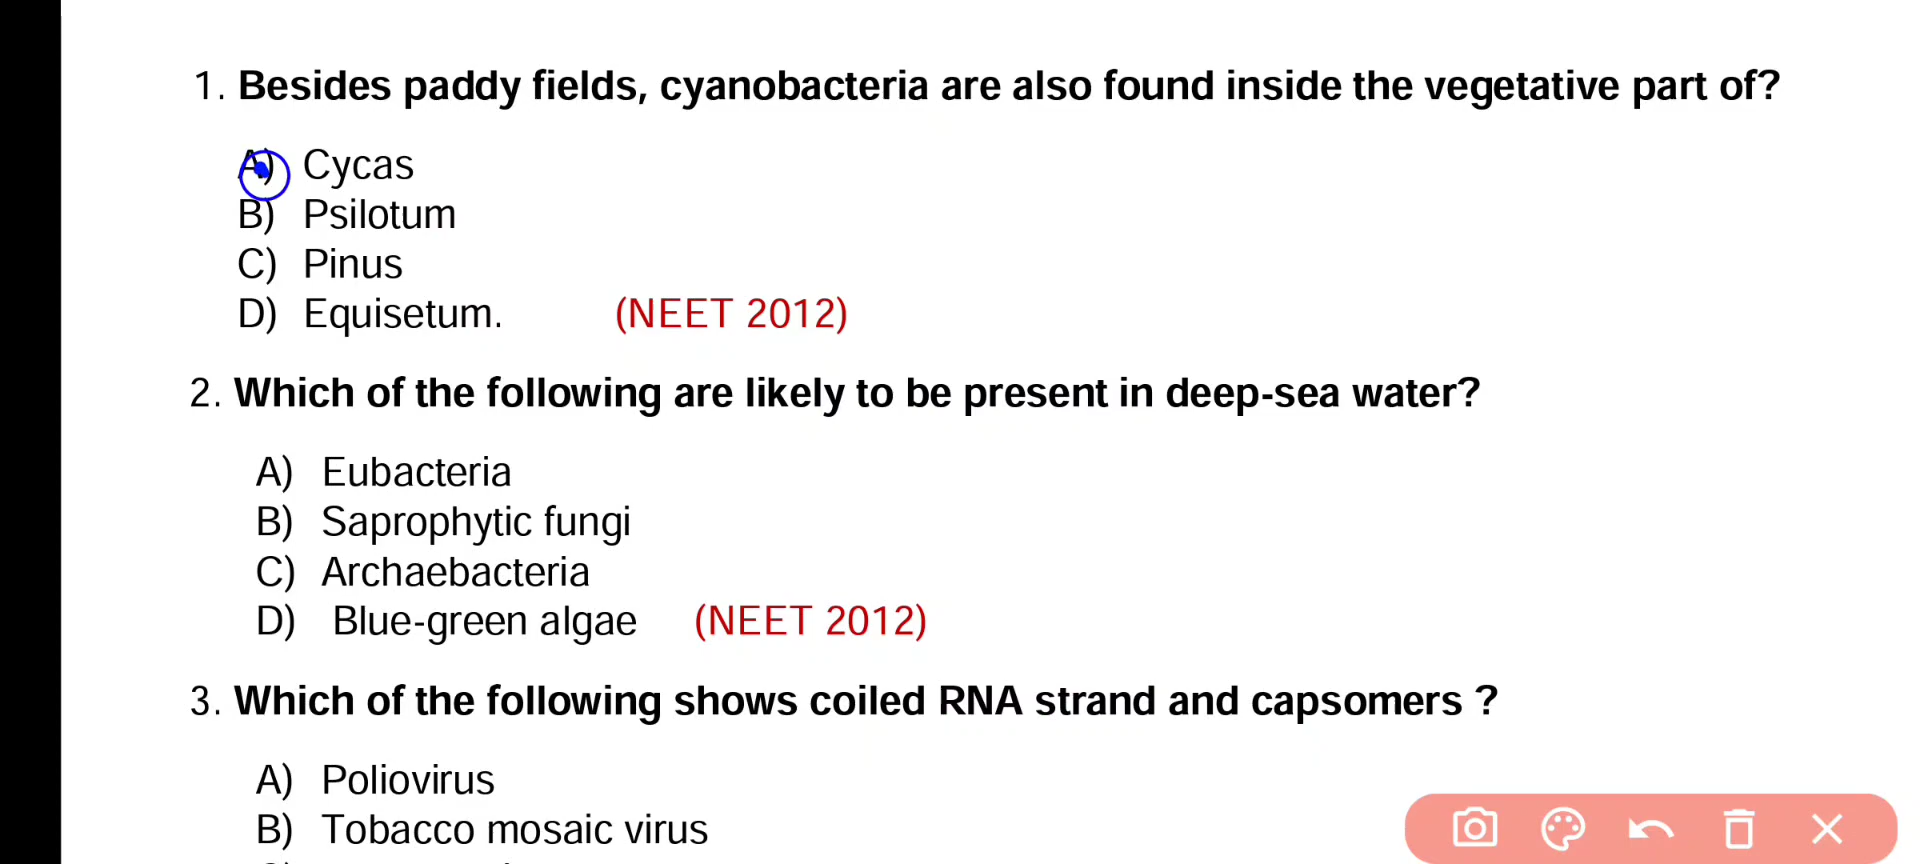 1. Besides paddy fields, cyanobacteria are also found inside the vegetative part of?
A) Cycas
B) Psilotum
C) Pinus
D) Equisetum. (NEET 2012)
2. Which of the following are likely to be present in deep-sea water?
A) Eubacteria
B) Saprophytic fungi
C) Archaebacteria
D) Blue-green algae (NEET 2012)
3. Which of the following shows coiled RNA strand and capsomers ?
A) Poliovirus
B) Tobacco mosaic virus